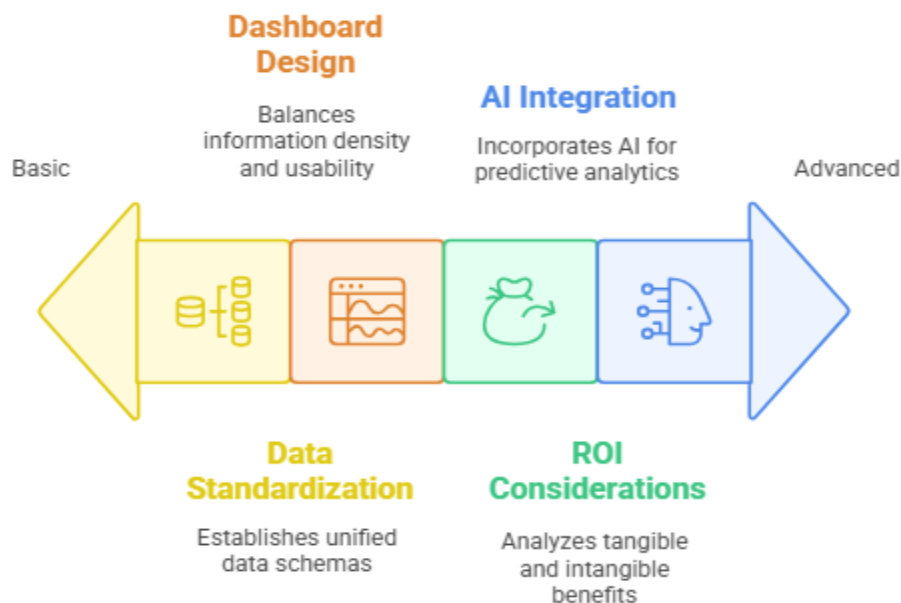 Dashboard
Design
Balances
information density
and usability
AI Integration
Incorporates AI for
predictive analytics
Basic
Advanced
Data
Standardization
Establishes unified
data schemas
ROI
Considerations
Analyzes tangible
and intangible
benefits